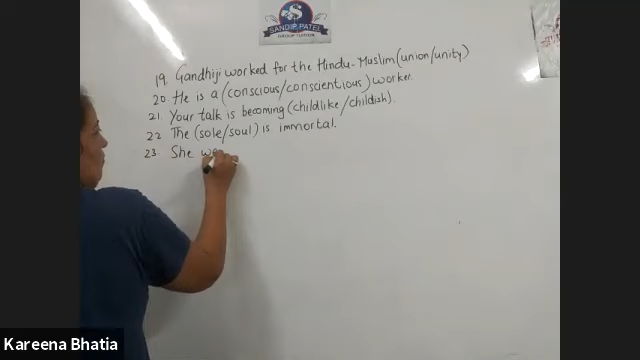 SANDIP PATEL
GROUP TUITION
19. Gandhiji worked for the Hindu-Muslim (union/unity)
20. He is a (conscious/conscientious) worker.
21. Your talk is becoming (childlike/childish).
22. The (sole/soul) is immortal.
23. She we
Kareena Bhatia